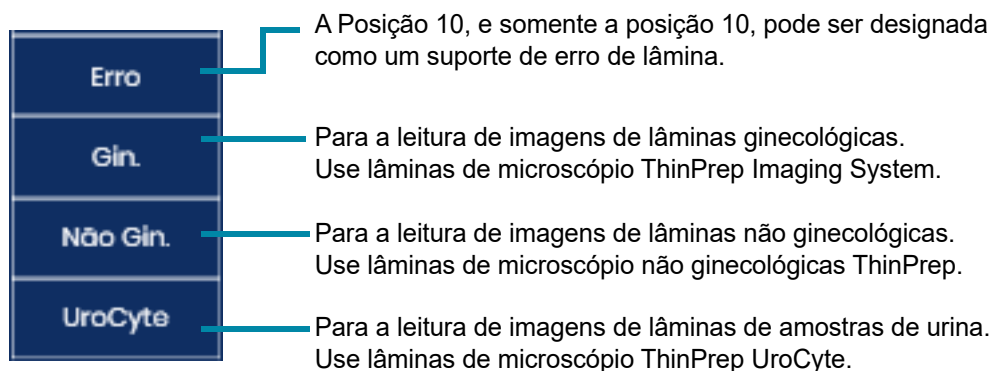 Erro
A Posição 10, e somente a posição 10, pode ser designada
como um suporte de erro de lâmina.
Gin.
Para a leitura de imagens de lâminas ginecológicas.
Use lâminas de microscópio ThinPrep Imaging System.
Não Gin.
Para a leitura de imagens de lâminas não ginecológicas.
Use lâminas de microscópio não ginecológicas ThinPrep.
UroCyte
Para a leitura de imagens de lâminas de amostras de urina.
Use lâminas de microscópio ThinPrep UroCyte.